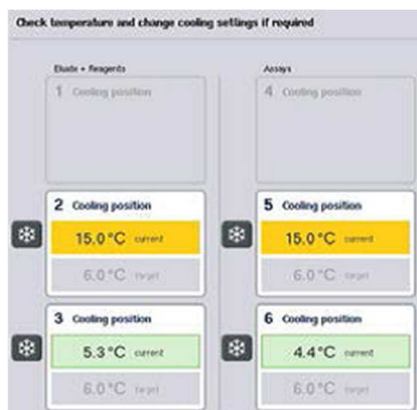 Check temperature and change cooling settings if required
Eluate + Reagents
Assays
1 Cooling position
4 Cooling position
2 Cooling position
15.0 °C current
6.0 °C target
5 Cooling position
15.0 °C current
6.0 °C target
3 Cooling position
5.3 °C current
6.0 °C target
6 Cooling position
4.4 °C current
6.0 °C target